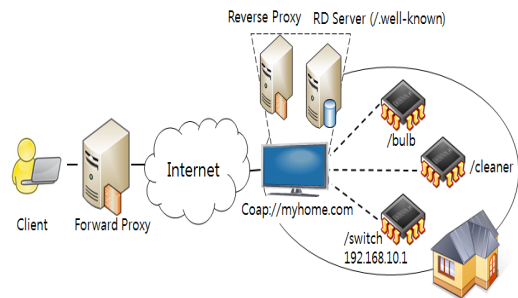 Reverse Proxy
RD Server (/.well-known)
/bulb
/cleaner
Internet
Coap://myhome.com
/switch
192.168.10.1
Client
Forward Proxy